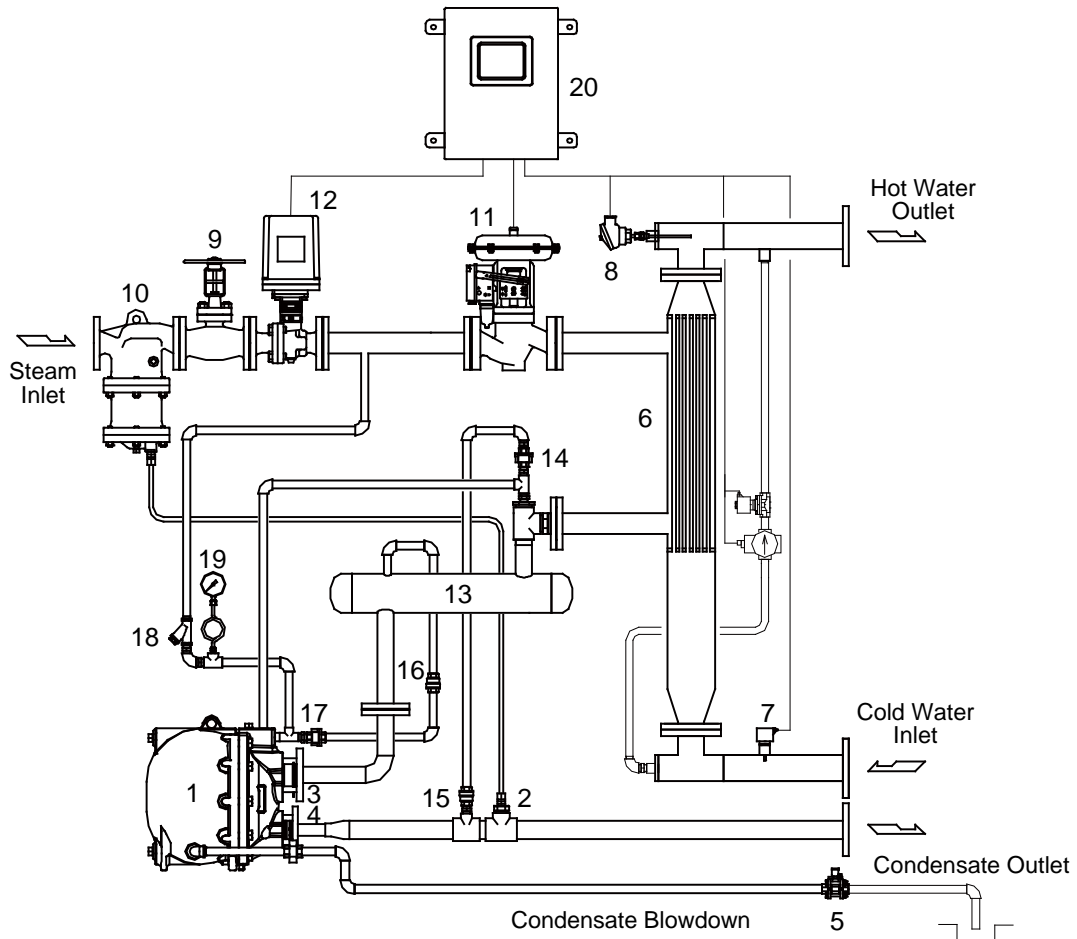 20
12
Hot Water
Outlet
11
9
8
10
Steam
Inlet
6
14
19
13
18
16
17
7
Cold Water
Inlet
1
3
15
2
4
Condensate Outlet
Condensate Blowdown
5